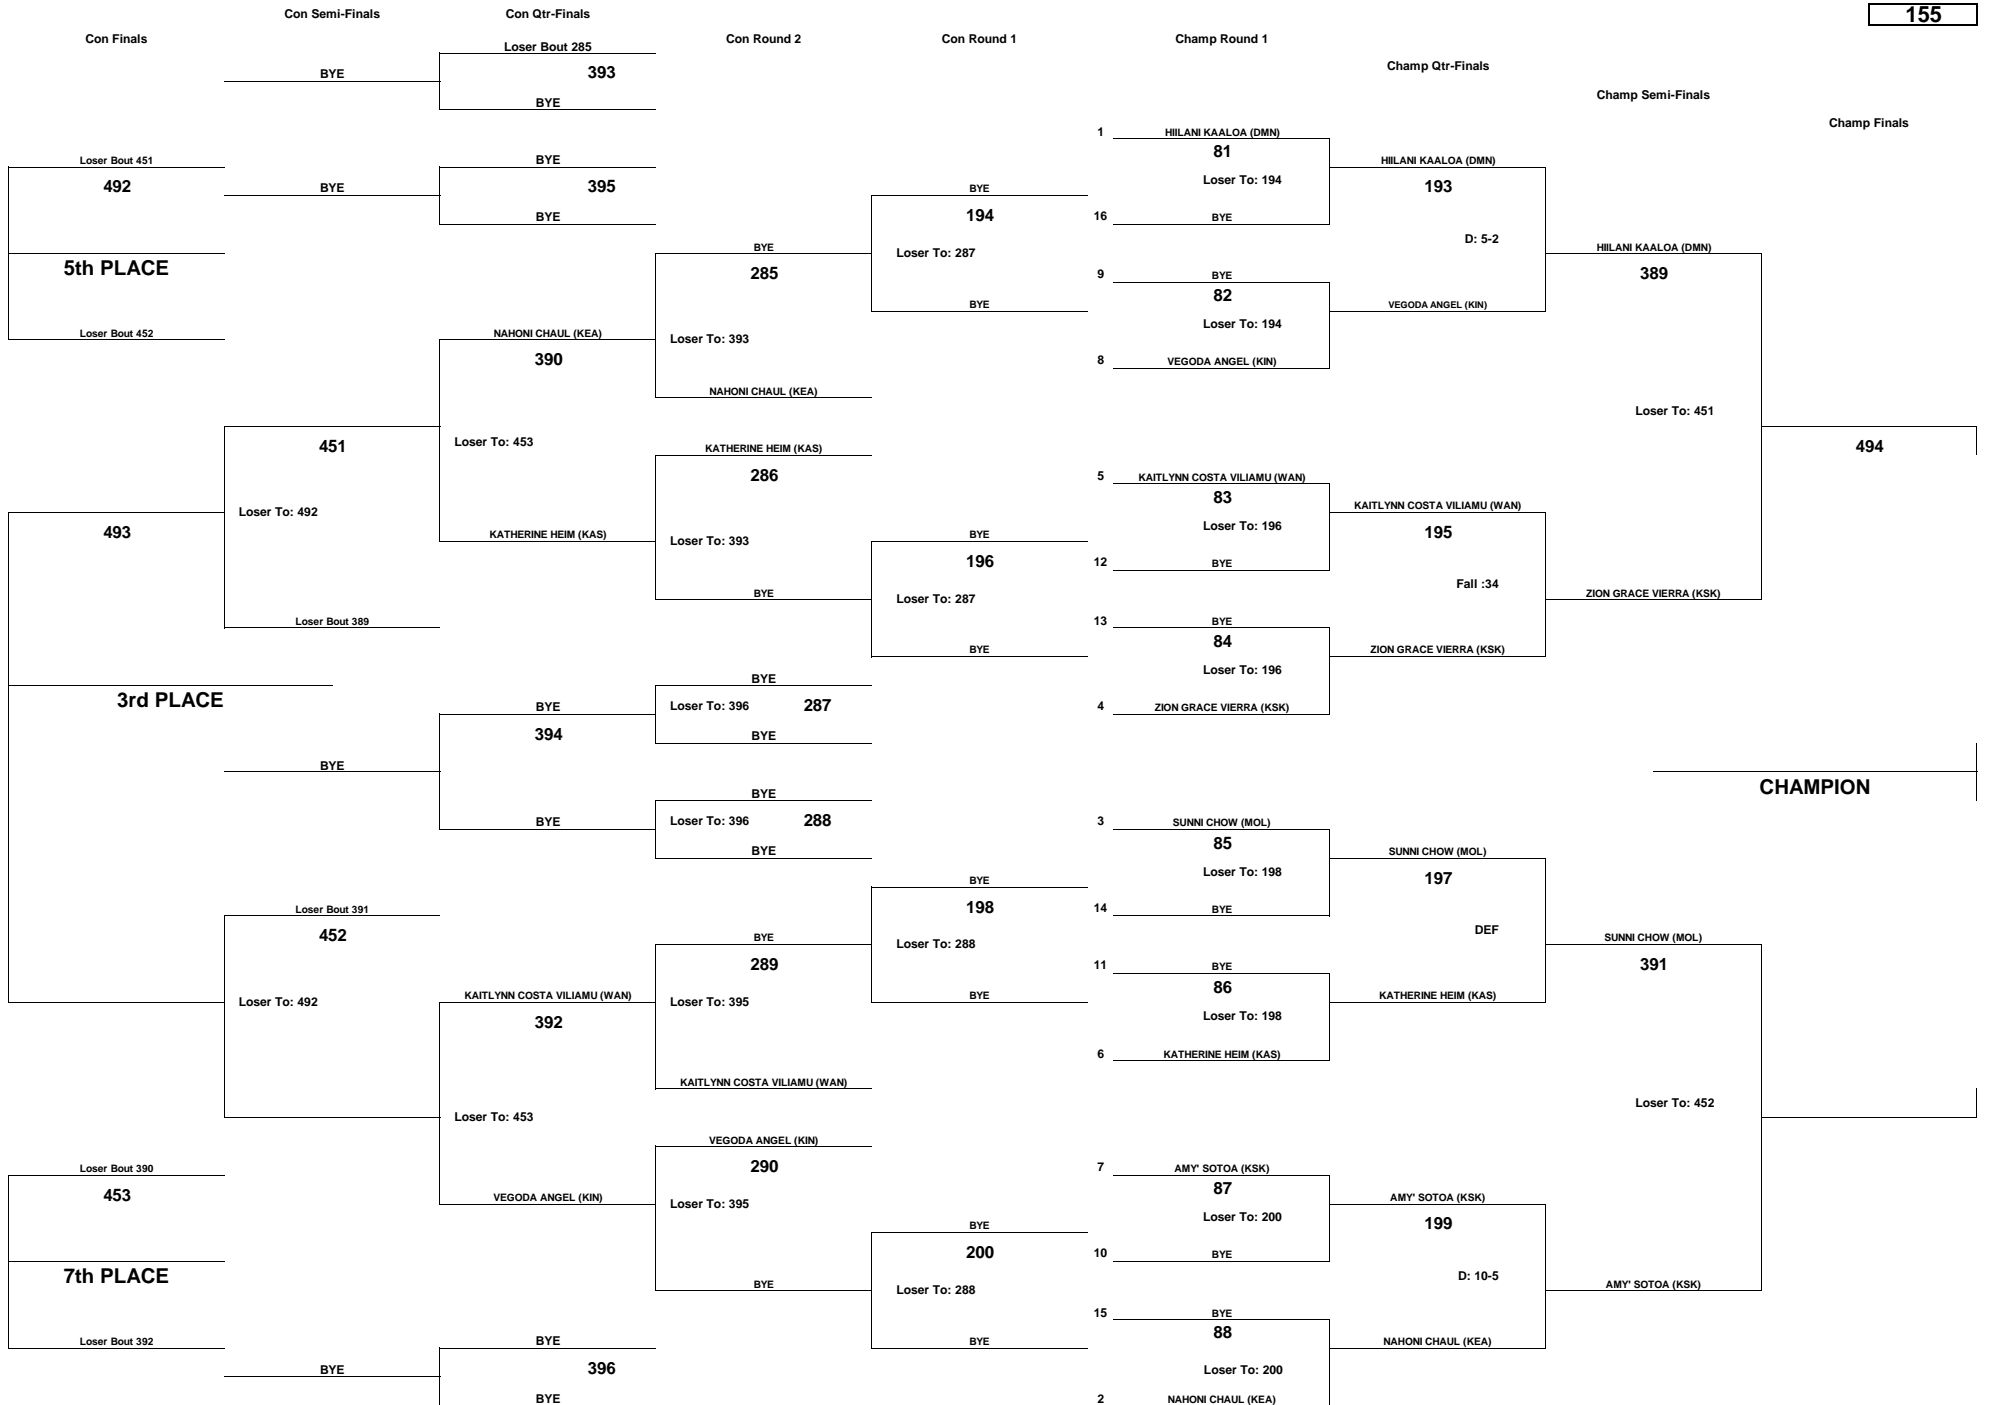 155
Con Semi-Finals
Con Qtr-Finals
Con Finals
Con Round 2
Con Round 1
Champ Round 1
Champ Qtr-Finals
Champ Semi-Finals
Champ Finals
Loser Bout 451
492
5th PLACE
Loser Bout 452
493
3rd PLACE
Loser Bout 390
453
7th PLACE
Loser Bout 392
BYE
BYE
451
Loser To: 492
Loser Bout 389
BYE
Loser Bout 391
452
Loser To: 492
BYE
Loser Bout 285
393
BYE
BYE
395
BYE
NAHONI CHAUL (KEA)
390
Loser To: 453
KATHERINE HEIM (KAS)
BYE
394
BYE
KAITLYNN COSTA VILIAMU (WAN)
392
Loser To: 453
VEGODA ANGEL (KIN)
BYE
396
BYE
BYE
285
Loser To: 393
NAHONI CHAUL (KEA)
KATHERINE HEIM (KAS)
286
Loser To: 393
BYE
BYE
Loser To: 396 287
BYE
BYE
Loser To: 396 288
BYE
BYE
289
Loser To: 395
KAITLYNN COSTA VILIAMU (WAN)
VEGODA ANGEL (KIN)
290
Loser To: 395
BYE
BYE
194
Loser To: 287
BYE
BYE
196
Loser To: 287
BYE
BYE
198
Loser To: 288
BYE
BYE
200
Loser To: 288
BYE
1 HIILANI KAALOA (DMN)
81
Loser To: 194
16 BYE
9 BYE
82
Loser To: 194
8 VEGODA ANGEL (KIN)
5 KAITLYNN COSTA VILIAMU (WAN)
83
Loser To: 196
12 BYE
13 BYE
84
Loser To: 196
4 ZION GRACE VIERRA (KSK)
3 SUNNI CHOW (MOL)
85
Loser To: 198
14 BYE
11 BYE
86
Loser To: 198
6 KATHERINE HEIM (KAS)
7 AMY' SOTOA (KSK)
87
Loser To: 200
10 BYE
15 BYE
88
Loser To: 200
2 NAHONI CHAUL (KEA)
HIILANI KAALOA (DMN)
193
D: 5-2
VEGODA ANGEL (KIN)
KAITLYNN COSTA VILIAMU (WAN)
195
Fall :34
ZION GRACE VIERRA (KSK)
SUNNI CHOW (MOL)
197
DEF
KATHERINE HEIM (KAS)
AMY' SOTOA (KSK)
199
D: 10-5
NAHONI CHAUL (KEA)
HIILANI KAALOA (DMN)
389
Loser To: 451
ZION GRACE VIERRA (KSK)
SUNNI CHOW (MOL)
391
Loser To: 452
AMY' SOTOA (KSK)
494
CHAMPION